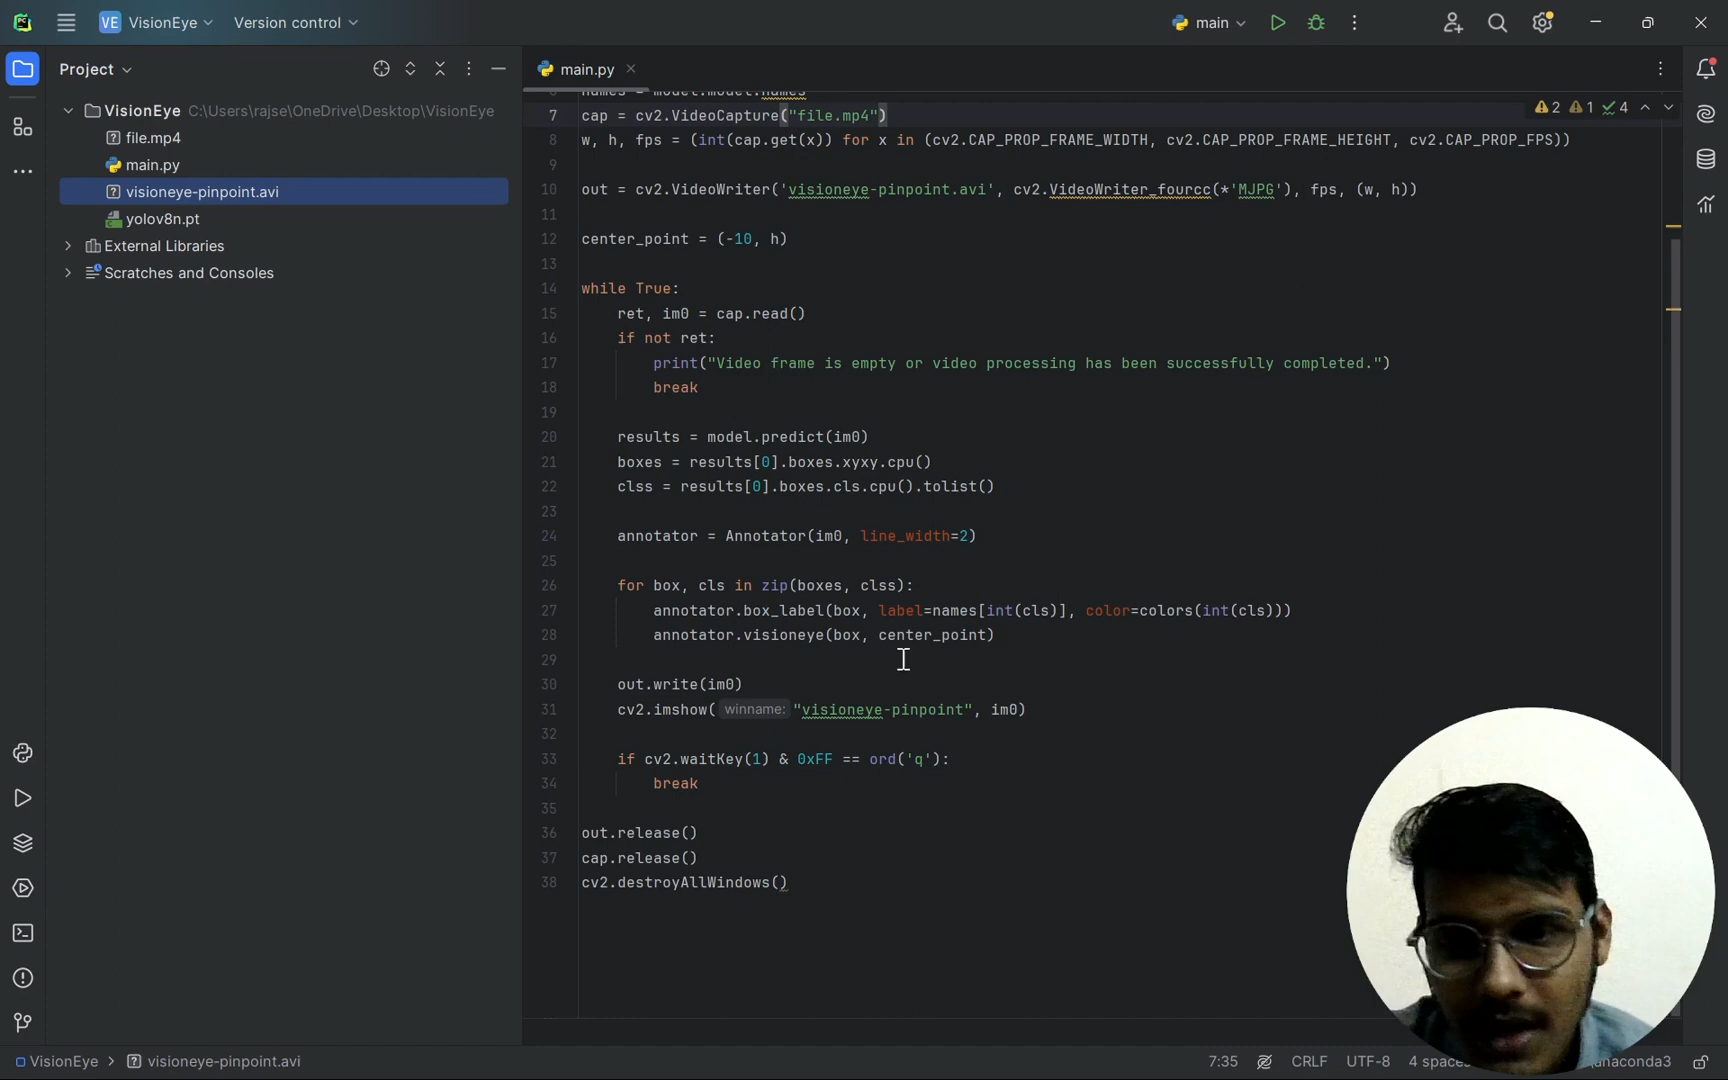 VE VisionEye Version control main
Project
main.py
VisionEye C:\Users\rajse\OneDrive\Desktop\VisionEye
file.mp4
main.py
visioneye-pinpoint.avi
yolov8n.pt
External Libraries
Scratches and Consoles
2 1 4
names = model.model.names
7 cap = cv2.VideoCapture("file.mp4")
8 w, h, fps = (int(cap.get(x)) for x in (cv2.CAP_PROP_FRAME_WIDTH, cv2.CAP_PROP_FRAME_HEIGHT, cv2.CAP_PROP_FPS))
9
10 out = cv2.VideoWriter('visioneye-pinpoint.avi', cv2.VideoWriter_fourcc(*'MJPG'), fps, (w, h))
11
12 center_point = (-10, h)
13
14 while True:
15 ret, im0 = cap.read()
16 if not ret:
17 print("Video frame is empty or video processing has been successfully completed.")
18 break
19
20 results = model.predict(im0)
21 boxes = results[0].boxes.xyxy.cpu()
22 clss = results[0].boxes.cls.cpu().tolist()
23
24 annotator = Annotator(im0, line_width=2)
25
26 for box, cls in zip(boxes, clss):
27 annotator.box_label(box, label=names[int(cls)], color=colors(int(cls)))
28 annotator.visioneye(box, center_point)
29
30 out.write(im0)
31 cv2.imshow( winname: "visioneye-pinpoint", im0)
32
33 if cv2.waitKey(1) & 0xFF == ord('q'):
34 break
35
36 out.release()
37 cap.release()
38 cv2.destroyAllWindows()
VisionEye > visioneye-pinpoint.avi
7:35 CRLF UTF-8 4 spaces anaconda3